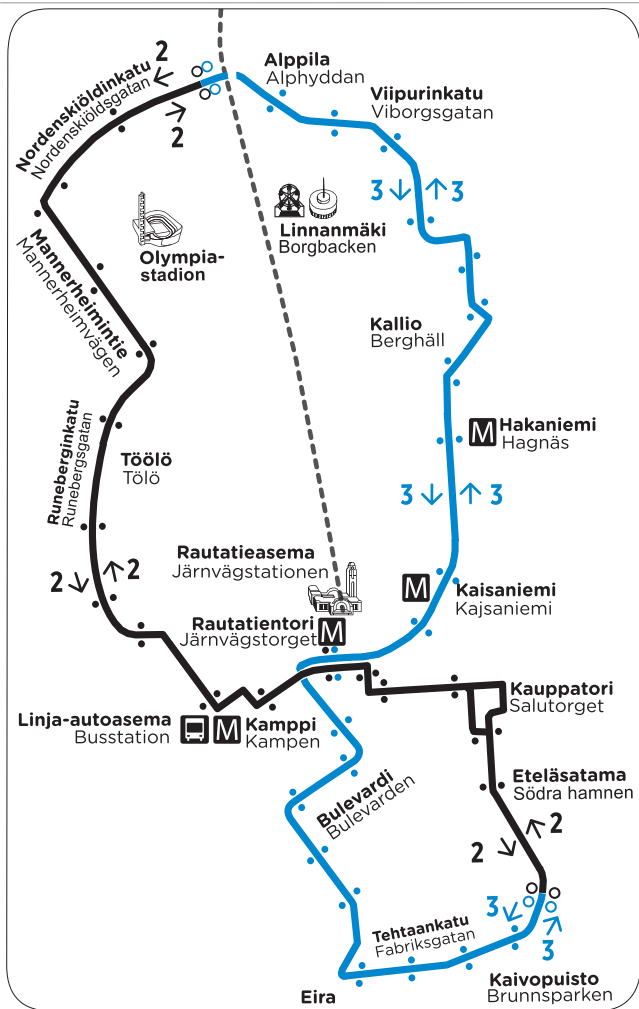 2
Nordenskiöldinkatu
Nordenskiöldsgatan
2
Alppila
Alphyddan
Viipurinkatu
Viborgsgatan
3 3
Linnanmäki
Borgbacken
Olympia-
stadion
Mannerheimintie
Mannerheimvägen
Kallio
Berghäll
M Hakaniemi
Hagnäs
Runeberginkatu
Runebergsgatan
Töölö
Tölö
3 3
Rautatieasema
Järnvägstationen
2 2
M Kaisaniemi
Kajsaniemi
Rautatientori
Järnvägstorget
M
Kauppatori
Salutorget
Linja-autoasema
Busstation
M Kamppi
Kampen
Bulevardi
Bulevarden
Eteläsatama
Södra hamnen
2
2
3
3
Tehtaankatu
Fabriksgatan
Kaivopuisto
Brunnsparken
Eira